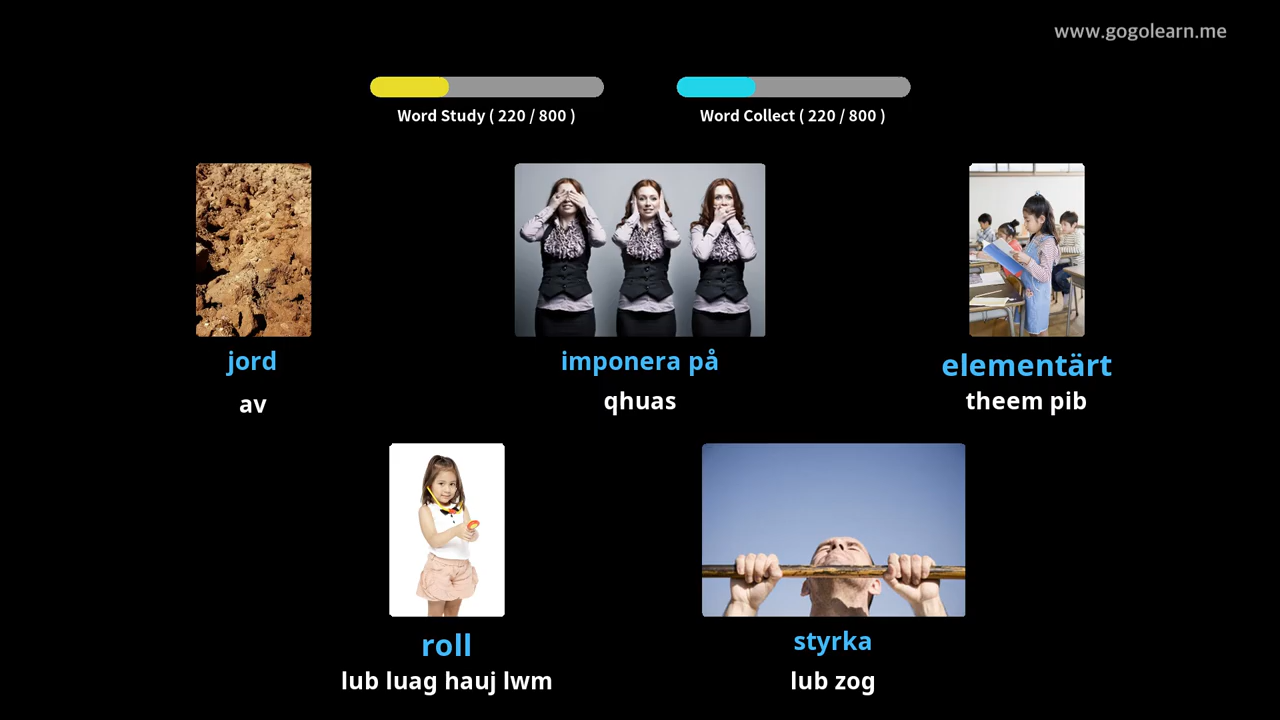 www.gogolearn.me
Word Study ( 220 / 800 )
Word Collect ( 220 / 800 )
jord
av
imponera på
qhuas
elementärt
theem pib
roll
lub luag hauj lwm
styrka
lub zog